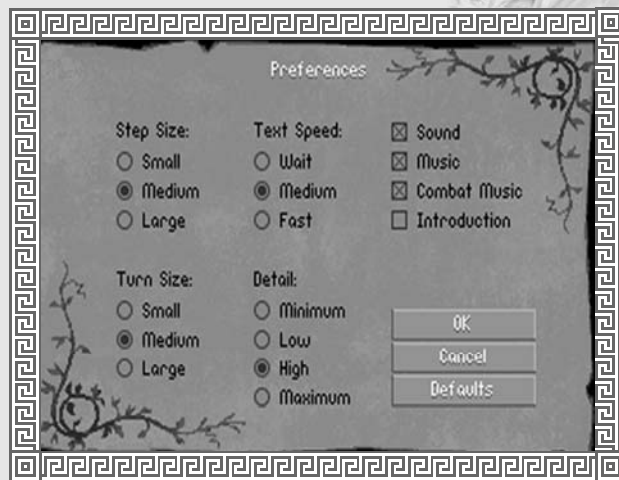 Preferences
Step Size:
Small
Medium
Large
Text Speed:
Wait
Medium
Fast
Sound
Music
Combat Music
Introduction
Turn Size:
Small
Medium
Large
Detail:
Minimum
Low
High
Maximum
OK
Cancel
Defaults